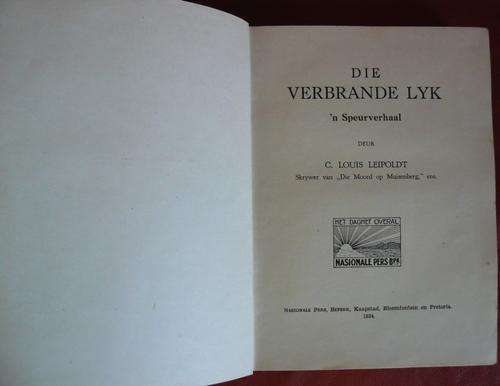 DIE
VERBRANDE LYK
'n Speurverhaal
DEUR
C. LOUIS LEIPOLDT
Skrywer van „Die Moord op Muisenberg,” ens.
HET DAGHET OVERAL
NASIONALE PERS BPK
NASIONALE PERS, BEPERK, Kaapstad, Bloemfontein en Pretoria.
1934.